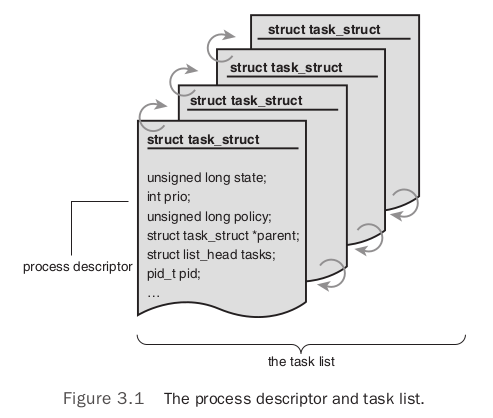 struct task_struct
struct task_struct
struct task_struct
struct task_struct
unsigned long state;
int prio;
unsigned long policy;
struct task_struct *parent;
struct list_head tasks;
pid_t pid;
…
process descriptor
the task list
Figure 3.1 The process descriptor and task list.